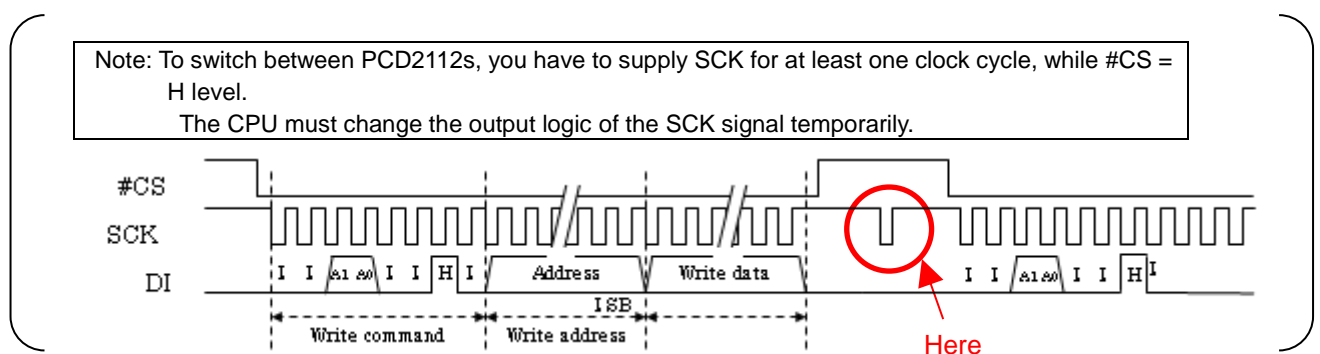 Note: To switch between PCD2112s, you have to supply SCK for at least one clock cycle, while #CS =
H level.
The CPU must change the output logic of the SCK signal temporarily.
#CS
SCK
DI I I A1 A0 I I H I Address Write data I I A1 A0 I I H I
ISB
Write command Write address
Here